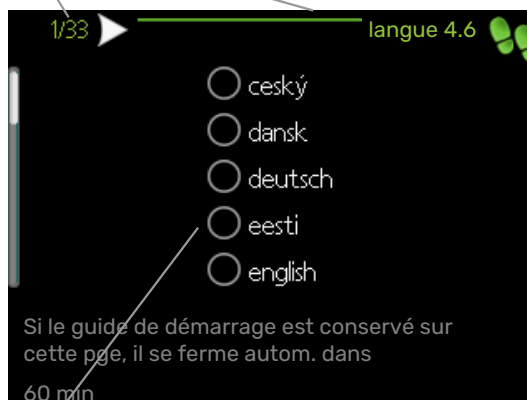 1/33
langue 4.6
ceský
dansk
deutsch
eesti
english
Si le guide de démarrage est conservé sur
cette pge, il se ferme autom. dans
60 min